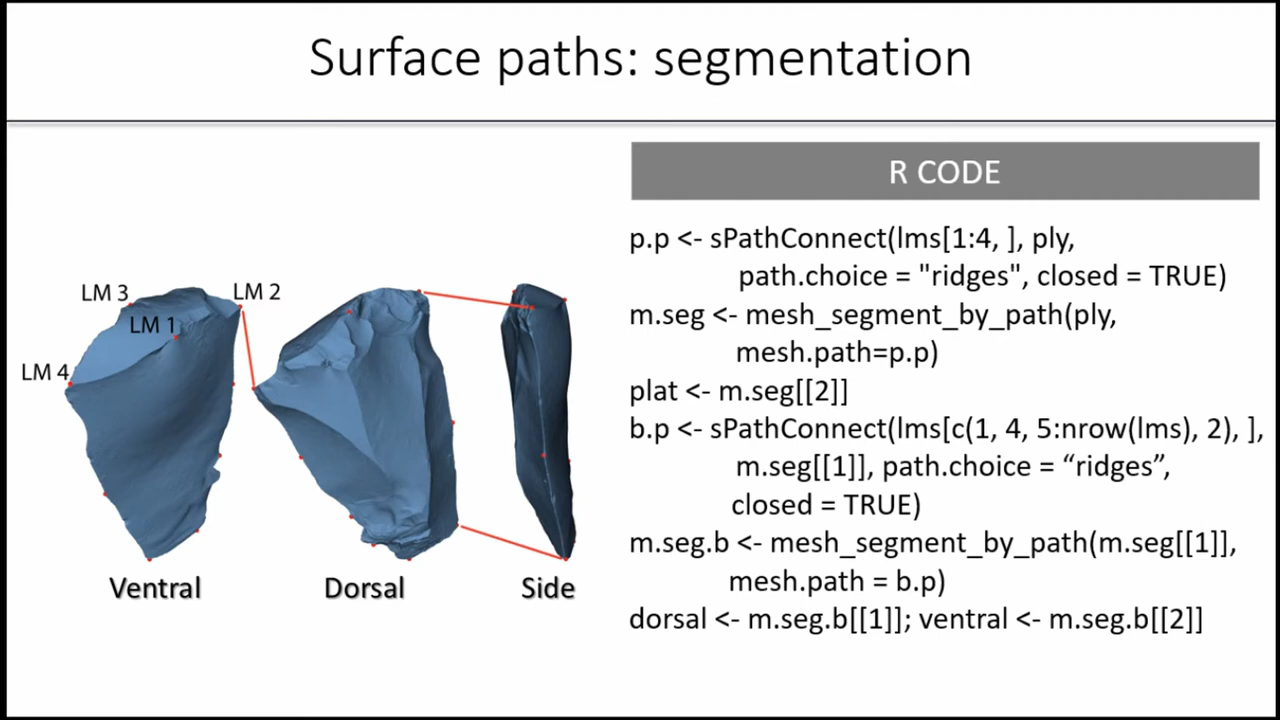 Surface paths: segmentation
R CODE
p.p <- sPathConnect(lms[1:4, ], ply,
path.choice = "ridges", closed = TRUE)
m.seg <- mesh_segment_by_path(ply,
mesh.path=p.p)
plat <- m.seg[[2]]
b.p <- sPathConnect(lms[c(1, 4, 5:nrow(lms), 2), ],
m.seg[[1]], path.choice = “ridges”,
closed = TRUE)
m.seg.b <- mesh_segment_by_path(m.seg[[1]],
mesh.path = b.p)
dorsal <- m.seg.b[[1]]; ventral <- m.seg.b[[2]]
LM 3
LM 2
LM 1
LM 4
Ventral
Dorsal
Side